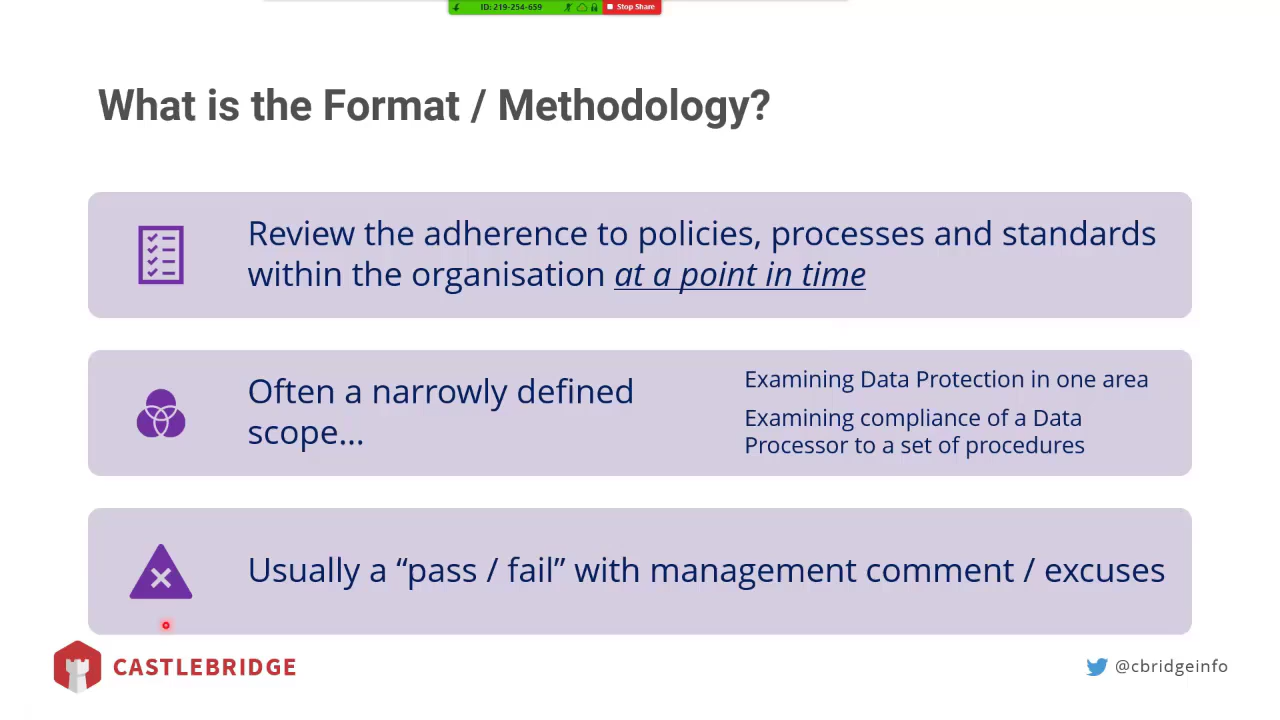 ID: 219-254-659
Stop Share
What is the Format / Methodology?
Review the adherence to policies, processes and standards
within the organisation at a point in time
Often a narrowly defined
scope...
Examining Data Protection in one area
Examining compliance of a Data
Processor to a set of procedures
Usually a “pass / fail” with management comment / excuses
CASTLEBRIDGE
@cbridgeinfo